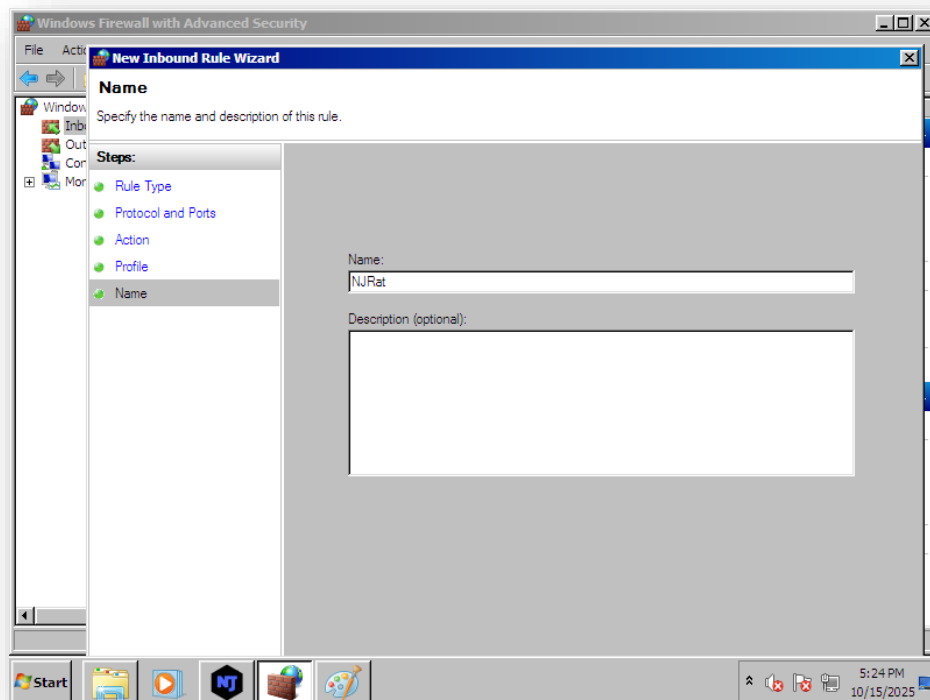 Windows Firewall with Advanced Security
File
New Inbound Rule Wizard
Name
Specify the name and description of this rule.
Steps:
Rule Type
Protocol and Ports
Action
Profile
Name
Name:
NJRat
Description (optional):
NJ
Start
5:24 PM
10/15/2025